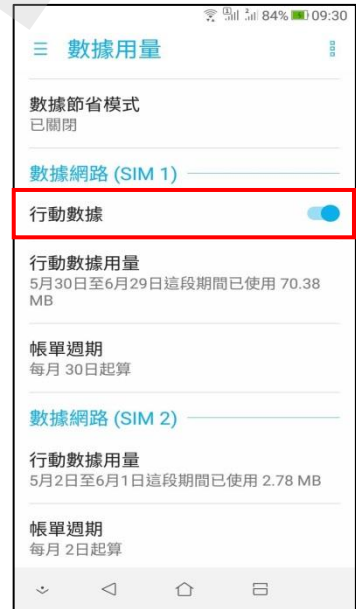 84% 09:30
數據用量
數據節省模式
已關閉
數據網路 (SIM 1)
行動數據
行動數據用量
5月30日至6月29日這段期間已使用 70.38
MB
帳單週期
每月 30日起算
數據網路 (SIM 2)
行動數據用量
5月2日至6月1日這段期間已使用 2.78 MB
帳單週期
每月 2日起算